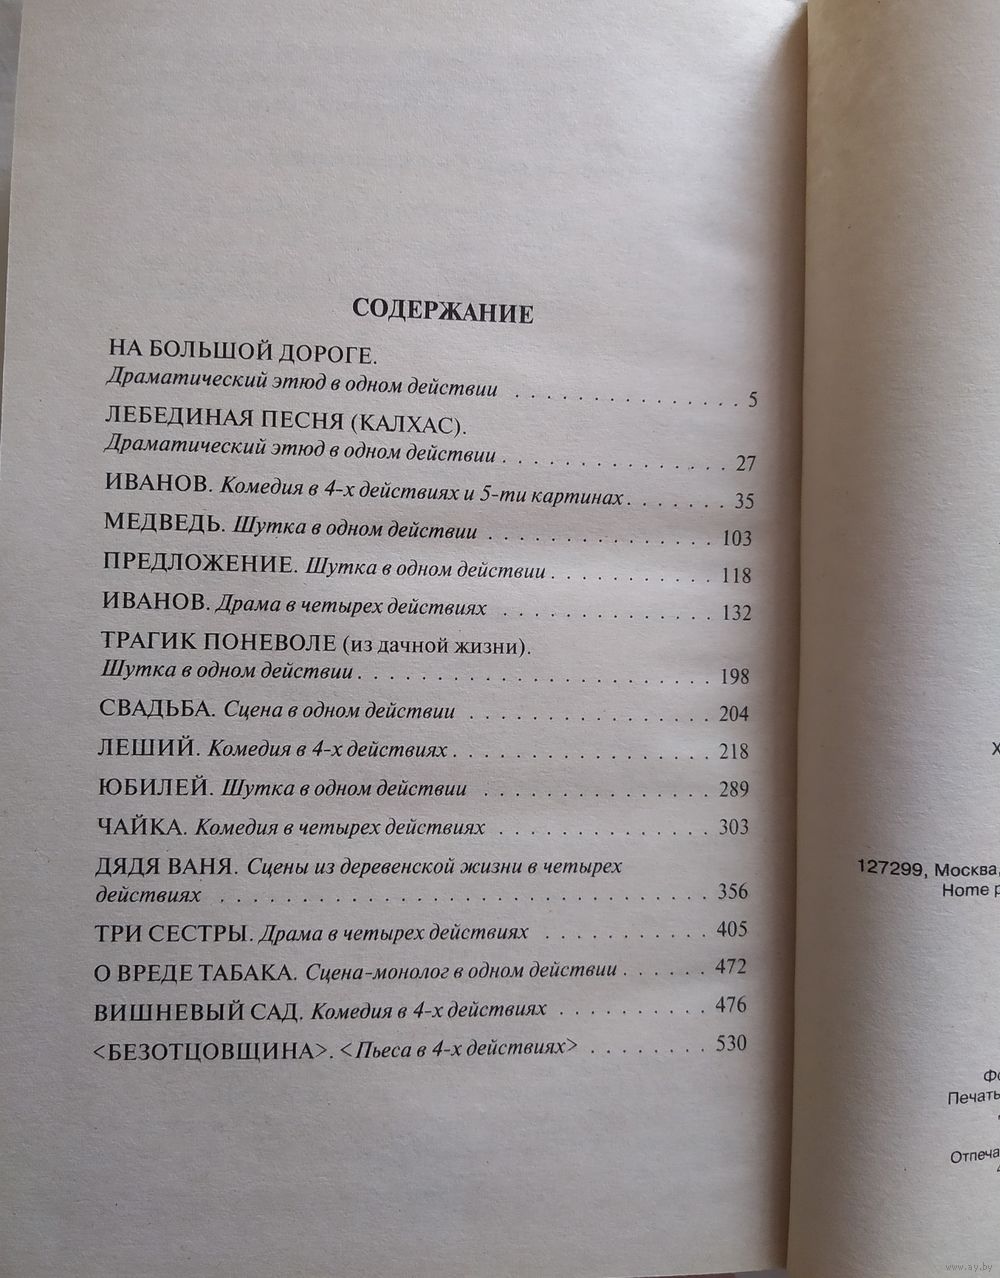 СОДЕРЖАНИЕ
НА БОЛЬШОЙ ДОРОГЕ.
Драматический этюд в одном действии . . . . . . . . . . . . . . . 5
ЛЕБЕДИНАЯ ПЕСНЯ (КАЛХАС).
Драматический этюд в одном действии . . . . . . . . . . . . . . . 27
ИВАНОВ. Комедия в 4-х действиях и 5-ти картинах . . . . . . . 35
МЕДВЕДЬ. Шутка в одном действии . . . . . . . . . . . . . . . 103
ПРЕДЛОЖЕНИЕ. Шутка в одном действии . . . . . . . . . . . 118
ИВАНОВ. Драма в четырех действиях . . . . . . . . . . . . . . 132
ТРАГИК ПОНЕВОЛЕ (из дачной жизни).
Шутка в одном действии . . . . . . . . . . . . . . . . . . . . . . . 198
СВАДЬБА. Сцена в одном действии . . . . . . . . . . . . . . . . 204
ЛЕШИЙ. Комедия в 4-х действиях . . . . . . . . . . . . . . . . . 218
ЮБИЛЕЙ. Шутка в одном действии . . . . . . . . . . . . . . . 289
ЧАЙКА. Комедия в четырех действиях . . . . . . . . . . . . . . 303
ДЯДЯ ВАНЯ. Сцены из деревенской жизни в четырех
действиях . . . . . . . . . . . . . . . . . . . . . . . . . . . . . . . 356
ТРИ СЕСТРЫ. Драма в четырех действиях . . . . . . . . . . . 405
О ВРЕДЕ ТАБАКА. Сцена-монолог в одном действии . . . . . . 472
ВИШНЕВЫЙ САД. Комедия в 4-х действиях . . . . . . . . . . 476
<БЕЗОТЦОВЩИНА>. <Пьеса в 4-х действиях> . . . . . . . . 530
127299, Москва,
Home p
Печать
Отпеча
www.ay.by